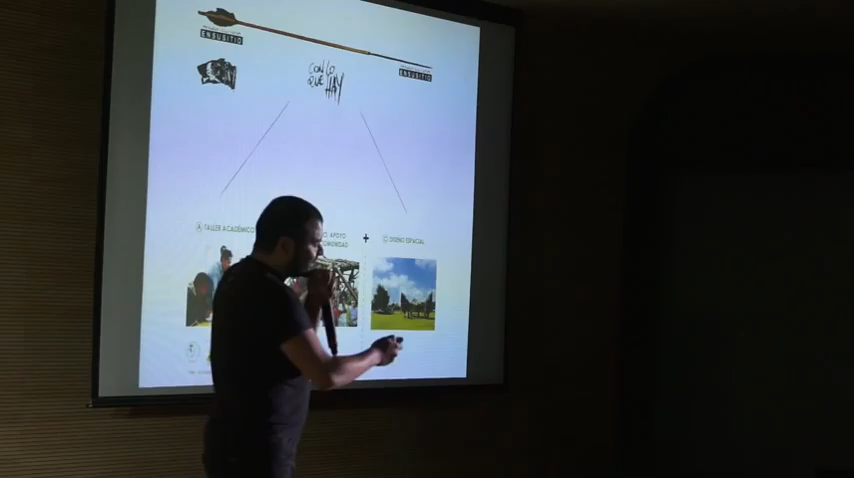 ENSUSITIO
ENSUSITIO
CON LO
QUE HAY
A TALLER ACADÉMICO
APOYO
COMUNIDAD
+
C DISEÑO ESPACIAL